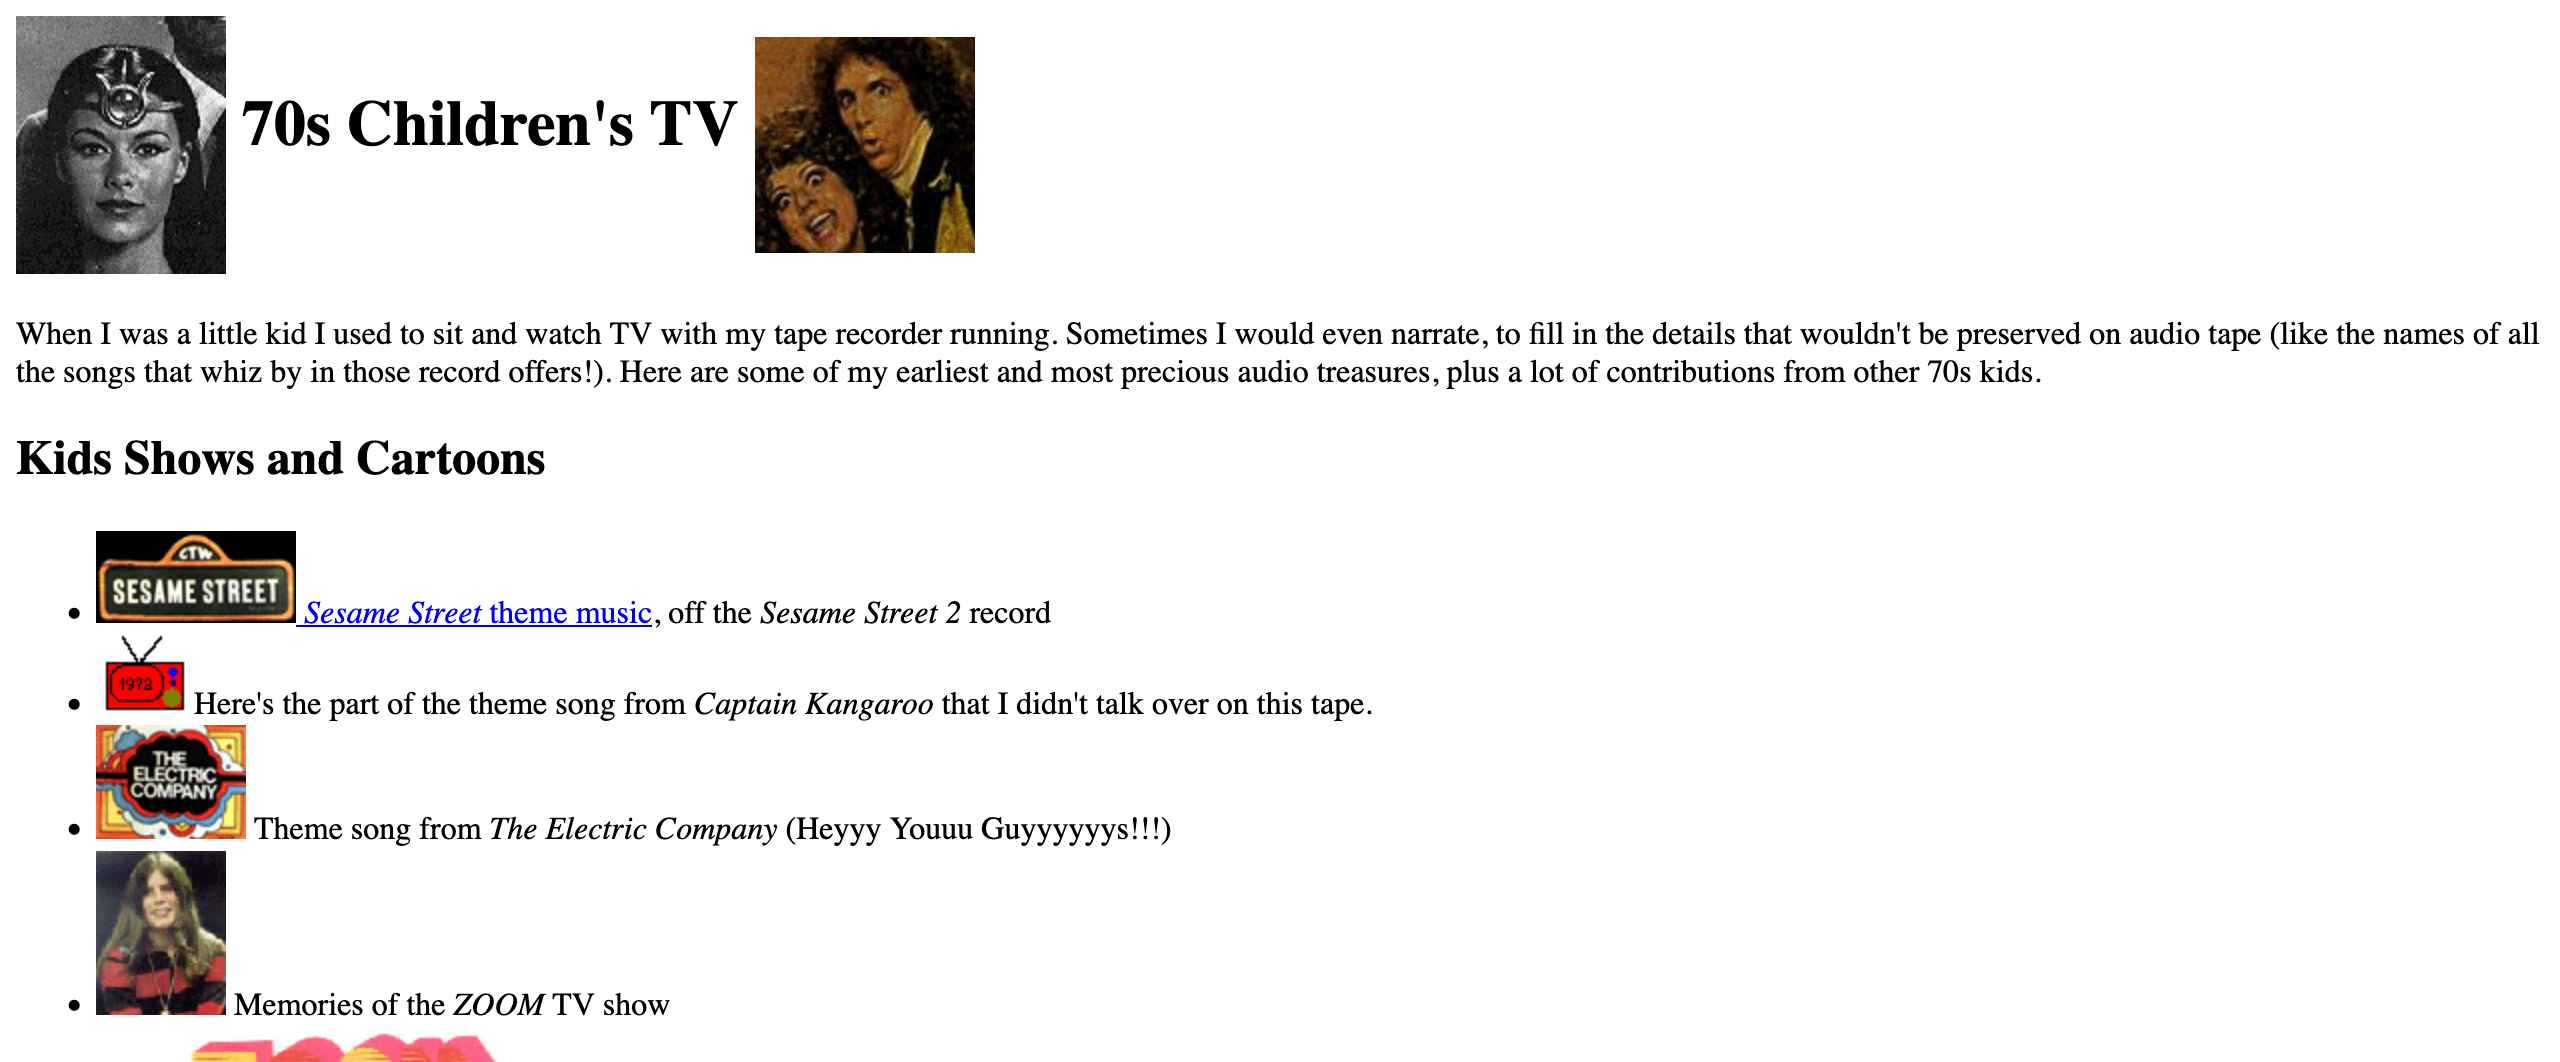 70s Children's TV
When I was a little kid I used to sit and watch TV with my tape recorder running. Sometimes I would even narrate, to fill in the details that wouldn't be preserved on audio tape (like the names of all
the songs that whiz by in those record offers!). Here are some of my earliest and most precious audio treasures, plus a lot of contributions from other 70s kids.
Kids Shows and Cartoons
CTW
SESAME STREET
Sesame Street theme music, off the Sesame Street 2 record
1972
Here's the part of the theme song from Captain Kangaroo that I didn't talk over on this tape.
THE
ELECTRIC
COMPANY
Theme song from The Electric Company (Heyyy Youuu Guyyyyyys!!!)
Memories of the ZOOM TV show